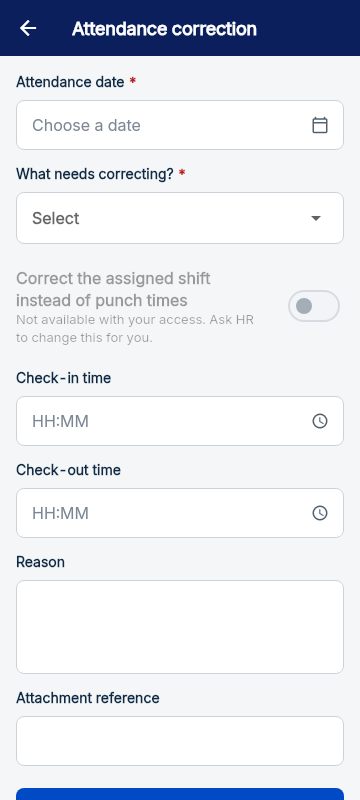 Attendance correction
Attendance date *
Choose a date
What needs correcting? *
Select
Correct the assigned shift
instead of punch times
Not available with your access. Ask HR
to change this for you.
Check-in time
HH:MM
Check-out time
HH:MM
Reason
Attachment reference